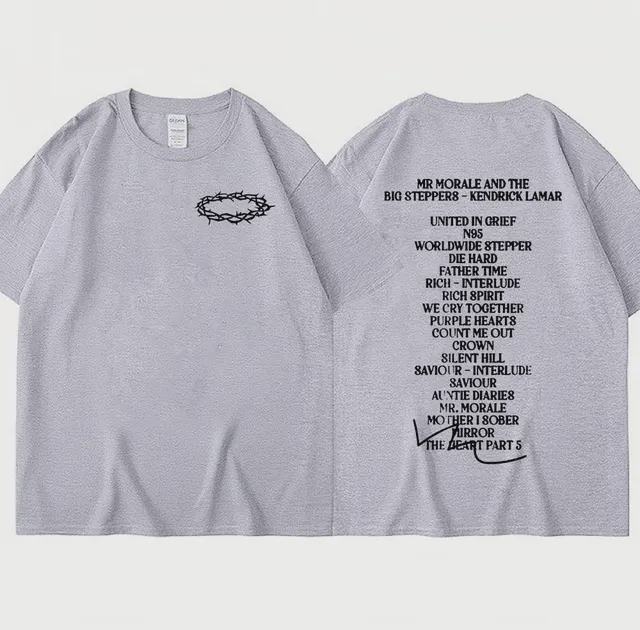 GILDAN
MR MORALE AND THE
BIG STEPPERS - KENDRICK LAMAR
UNITED IN GRIEF
N95
WORLDWIDE STEPPER
DIE HARD
FATHER TIME
RICH - INTERLUDE
RICH SPIRIT
WE CRY TOGETHER
PURPLE HEARTS
COUNT ME OUT
CROWN
SILENT HILL
SAVIOUR - INTERLUDE
SAVIOUR
AUNTIE DIARIES
MR. MORALE
MOTHER I SOBER
MIRROR
THE HEART PART 5